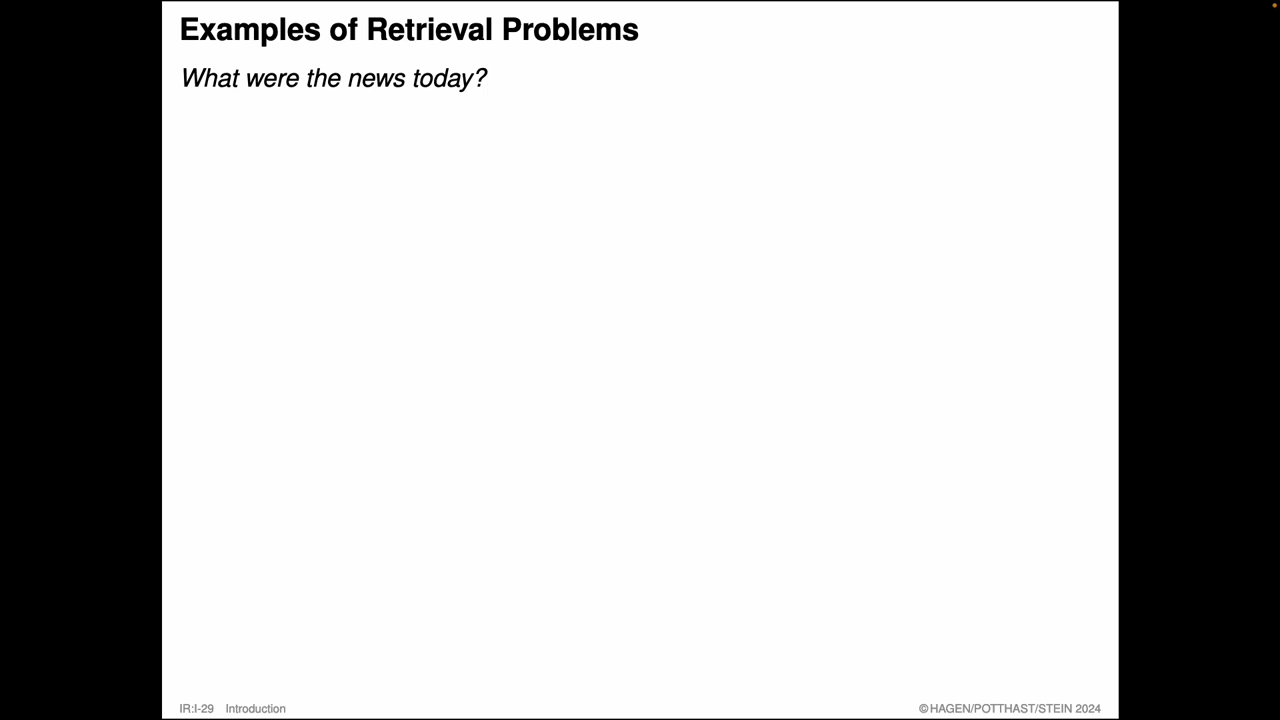 Examples of Retrieval Problems
What were the news today?
IR:I-29 Introduction
©HAGEN/POTTHAST/STEIN 2024